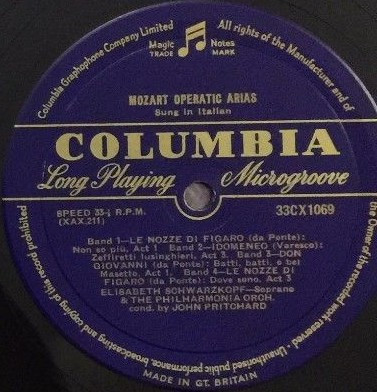 Columbia Graphophone Company Limited
All rights of the Manufacturer and of
the Owner of the recorded work reserved - Unauthorised public performance, broadcasting and copying of this record prohibited
Magic Notes
TRADE MARK
MOZART OPERATIC ARIAS
Sung in Italian
COLUMBIA
Long Playing Microgroove
SPEED 33⅓ R.P.M. 33CX1069
(XAX.211)
Band 1—LE NOZZE DI FIGARO (da Ponte):
Non so più, Act 1 Band 2—IDOMENEO (Varesco):
Zeffiretti lusinghieri, Act 3. Band 3—DON
GIOVANNI (da Ponte): Batti, batti, o bel
Masetto, Act 1. Band 4—LE NOZZE DI
FIGARO (da Ponte): Dove sono, Act 3
ELISABETH SCHWARZKOPF—Soprano
& THE PHILHARMONIA ORCH.
cond. by JOHN PRITCHARD
MADE IN GT. BRITAIN